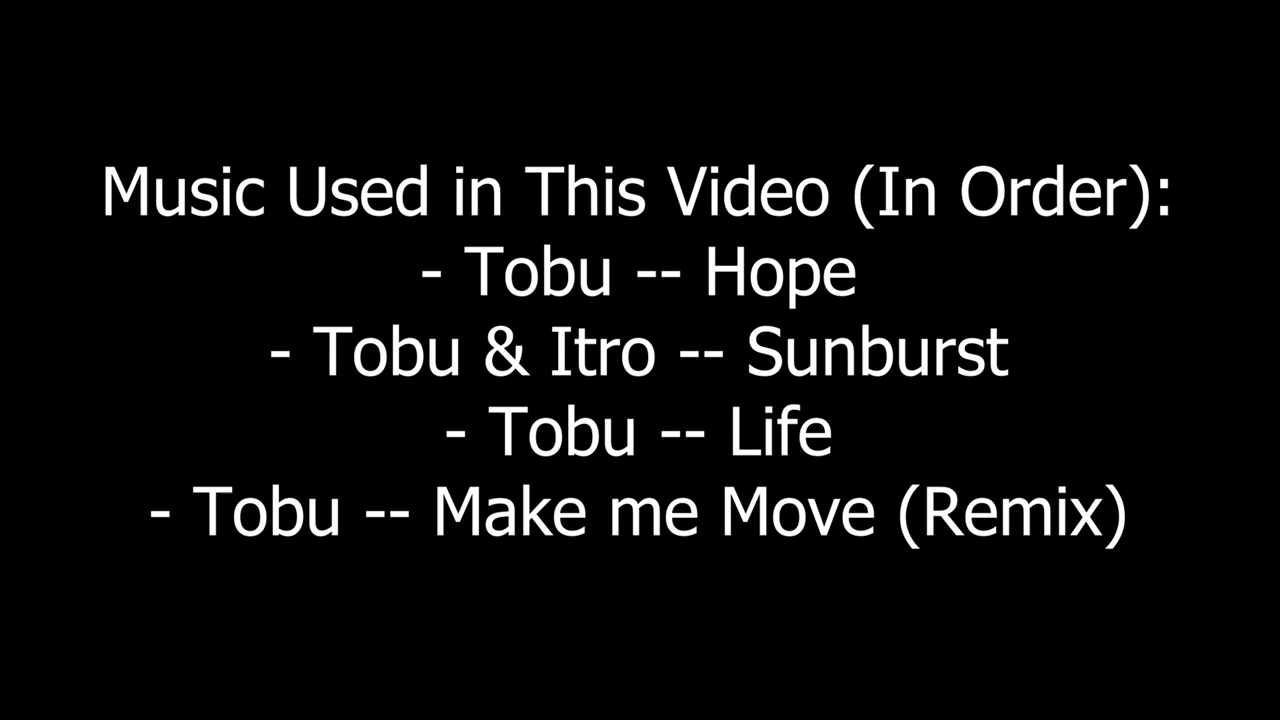 Music Used in This Video (In Order):
- Tobu -- Hope
- Tobu & Itro -- Sunburst
- Tobu -- Life
- Tobu -- Make me Move (Remix)